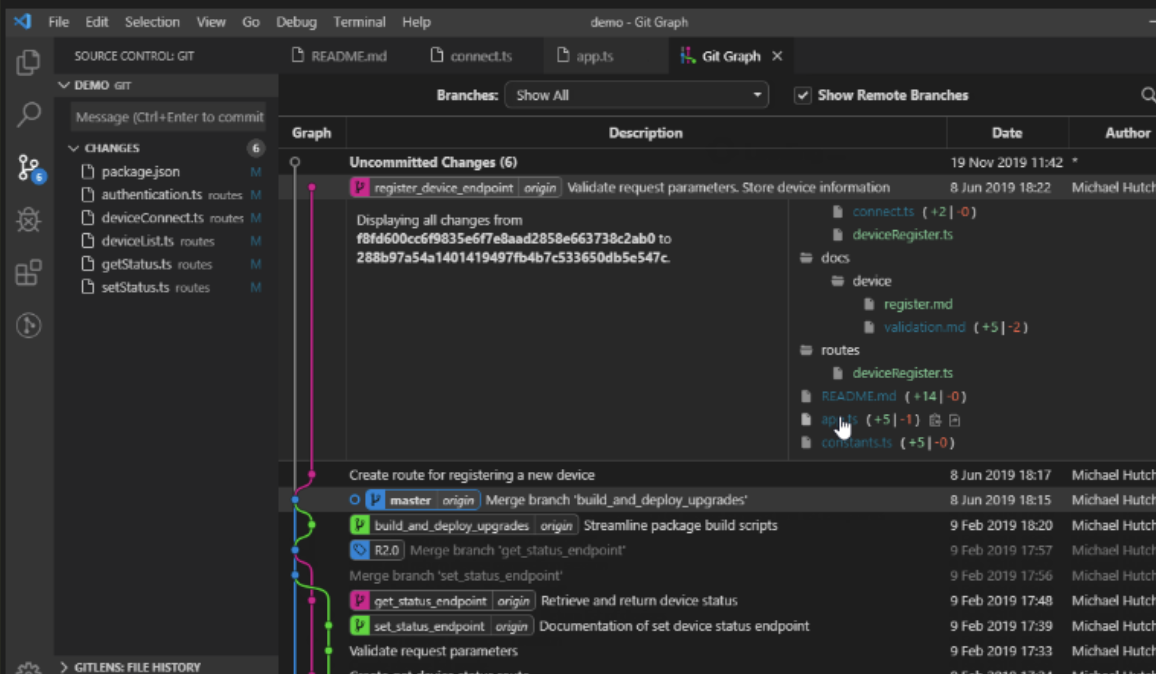 File Edit Selection View Go Debug Terminal Help demo - Git Graph
SOURCE CONTROL: GIT
README.md connect.ts app.ts Git Graph
DEMO GIT
Message (Ctrl+Enter to commit
CHANGES 6
package.json M
authentication.ts routes M
deviceConnect.ts routes M
deviceList.ts routes M
getStatus.ts routes M
setStatus.ts routes M
6
GITLENS: FILE HISTORY
Branches: Show All Show Remote Branches
Graph Description Date Author
Uncommitted Changes (6) 19 Nov 2019 11:42 *
register_device_endpoint origin Validate request parameters. Store device information 8 Jun 2019 18:22 Michael Hutch
Displaying all changes from
f8fd600cc6f9835e6f7e8aad2858e663738c2ab0 to
288b97a54a1401419497fb4b7c533650db5e547c.
connect.ts (+2|-0)
deviceRegister.ts
docs
device
register.md
validation.md (+5|-2)
routes
deviceRegister.ts
README.md (+14|-0)
app.ts (+5|-1)
constants.ts (+5|-0)
Create route for registering a new device 8 Jun 2019 18:17 Michael Hutch
master origin Merge branch 'build_and_deploy_upgrades' 8 Jun 2019 18:15 Michael Hutch
build_and_deploy_upgrades origin Streamline package build scripts 9 Feb 2019 18:20 Michael Hutch
R2.0 Merge branch 'get_status_endpoint' 9 Feb 2019 17:57 Michael Hutch
Merge branch 'set_status_endpoint' 9 Feb 2019 17:56 Michael Hutch
get_status_endpoint origin Retrieve and return device status 9 Feb 2019 17:48 Michael Hutch
set_status_endpoint origin Documentation of set device status endpoint 9 Feb 2019 17:39 Michael Hutch
Validate request parameters 9 Feb 2019 17:33 Michael Hutch